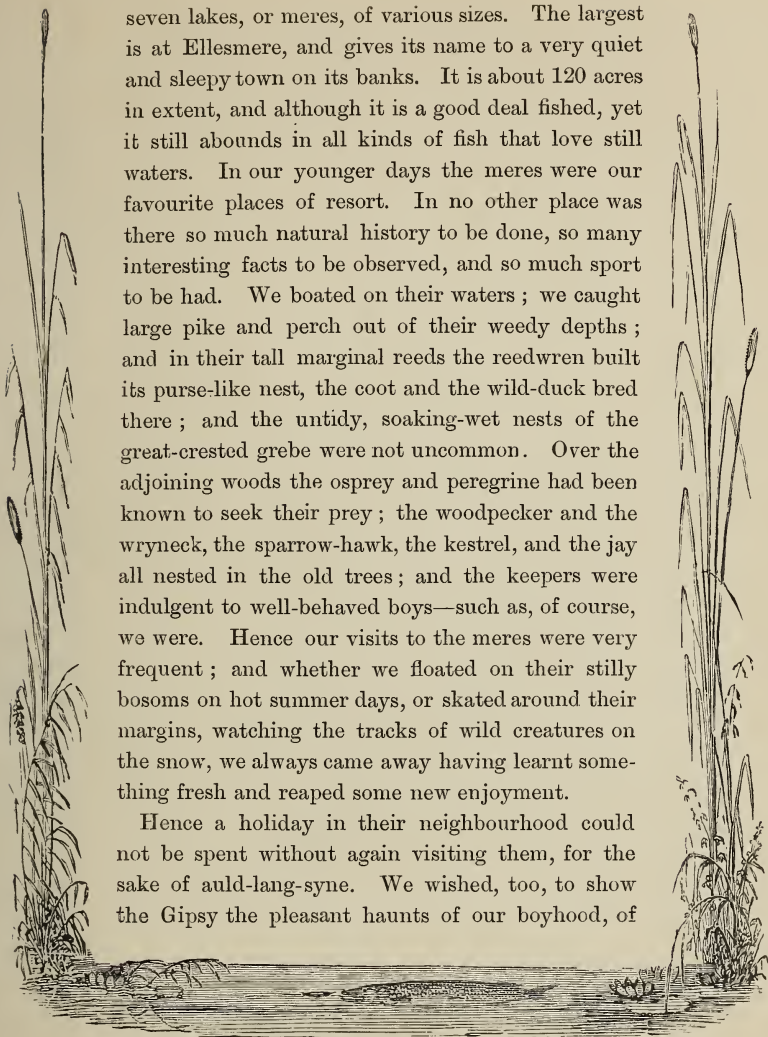 seven lakes, or meres, of various sizes. The largest
is at Ellesmere, and gives its name to a very quiet
and sleepy town on its banks. It is about 120 acres
in extent, and although it is a good deal fished, yet
it still abounds in all kinds of fish that love still
waters. In our younger days the meres were our
favourite places of resort. In no other place was
there so much natural history to be done, so many
interesting facts to be observed, and so much sport
to be had. We boated on their waters ; we caught
large pike and perch out of their weedy depths ;
and in their tall marginal reeds the reedwren built
its purse-like nest, the coot and the wild-duck bred
there ; and the untidy, soaking-wet nests of the
great-crested grebe were not uncommon. Over the
adjoining woods the osprey and peregrine had been
known to seek their prey ; the woodpecker and the
wryneck, the sparrow-hawk, the kestrel, and the jay
all nested in the old trees ; and the keepers were
indulgent to well-behaved boys—such as, of course,
we were. Hence our visits to the meres were very
frequent ; and whether we floated on their stilly
bosoms on hot summer days, or skated around their
margins, watching the tracks of wild creatures on
the snow, we always came away having learnt some-
thing fresh and reaped some new enjoyment.
Hence a holiday in their neighbourhood could
not be spent without again visiting them, for the
sake of auld-lang-syne. We wished, too, to show
the Gipsy the pleasant haunts of our boyhood, of